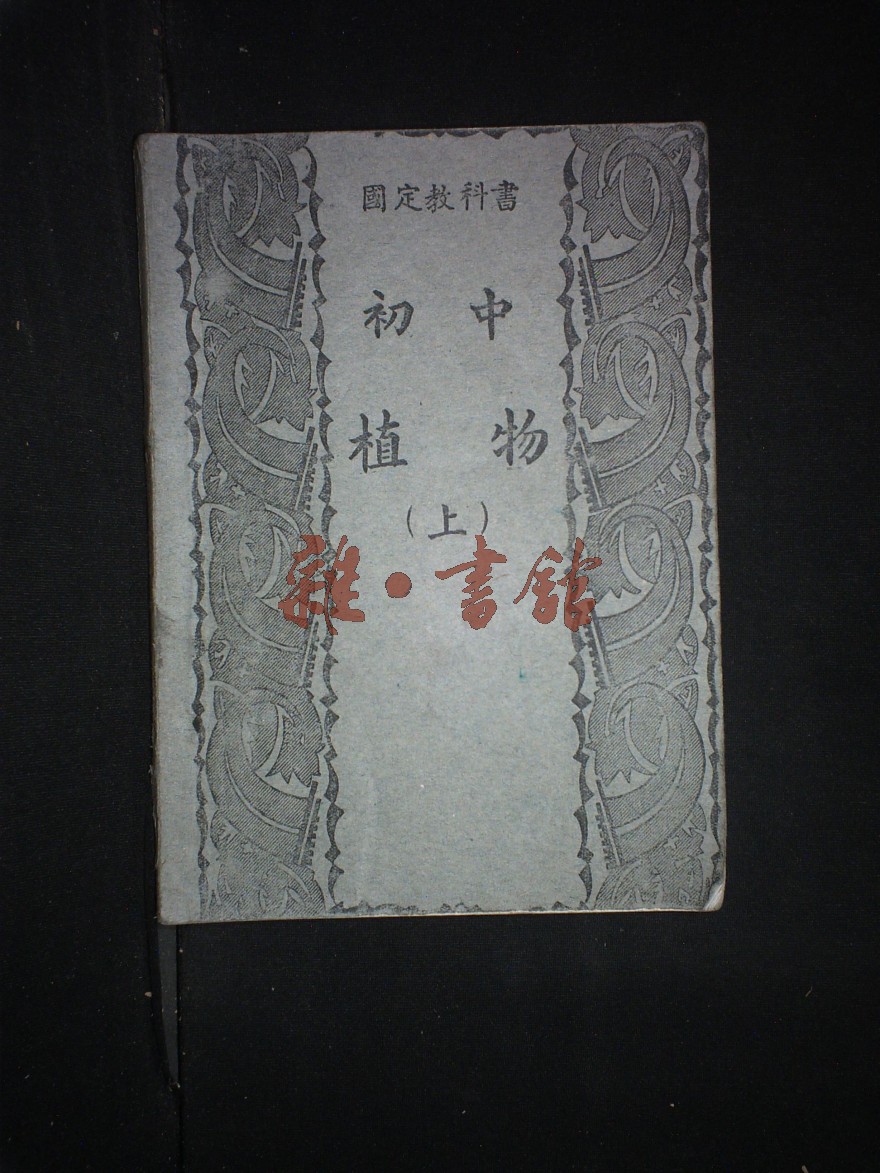 國定教科書
初中
植物
（上）
雜·書館